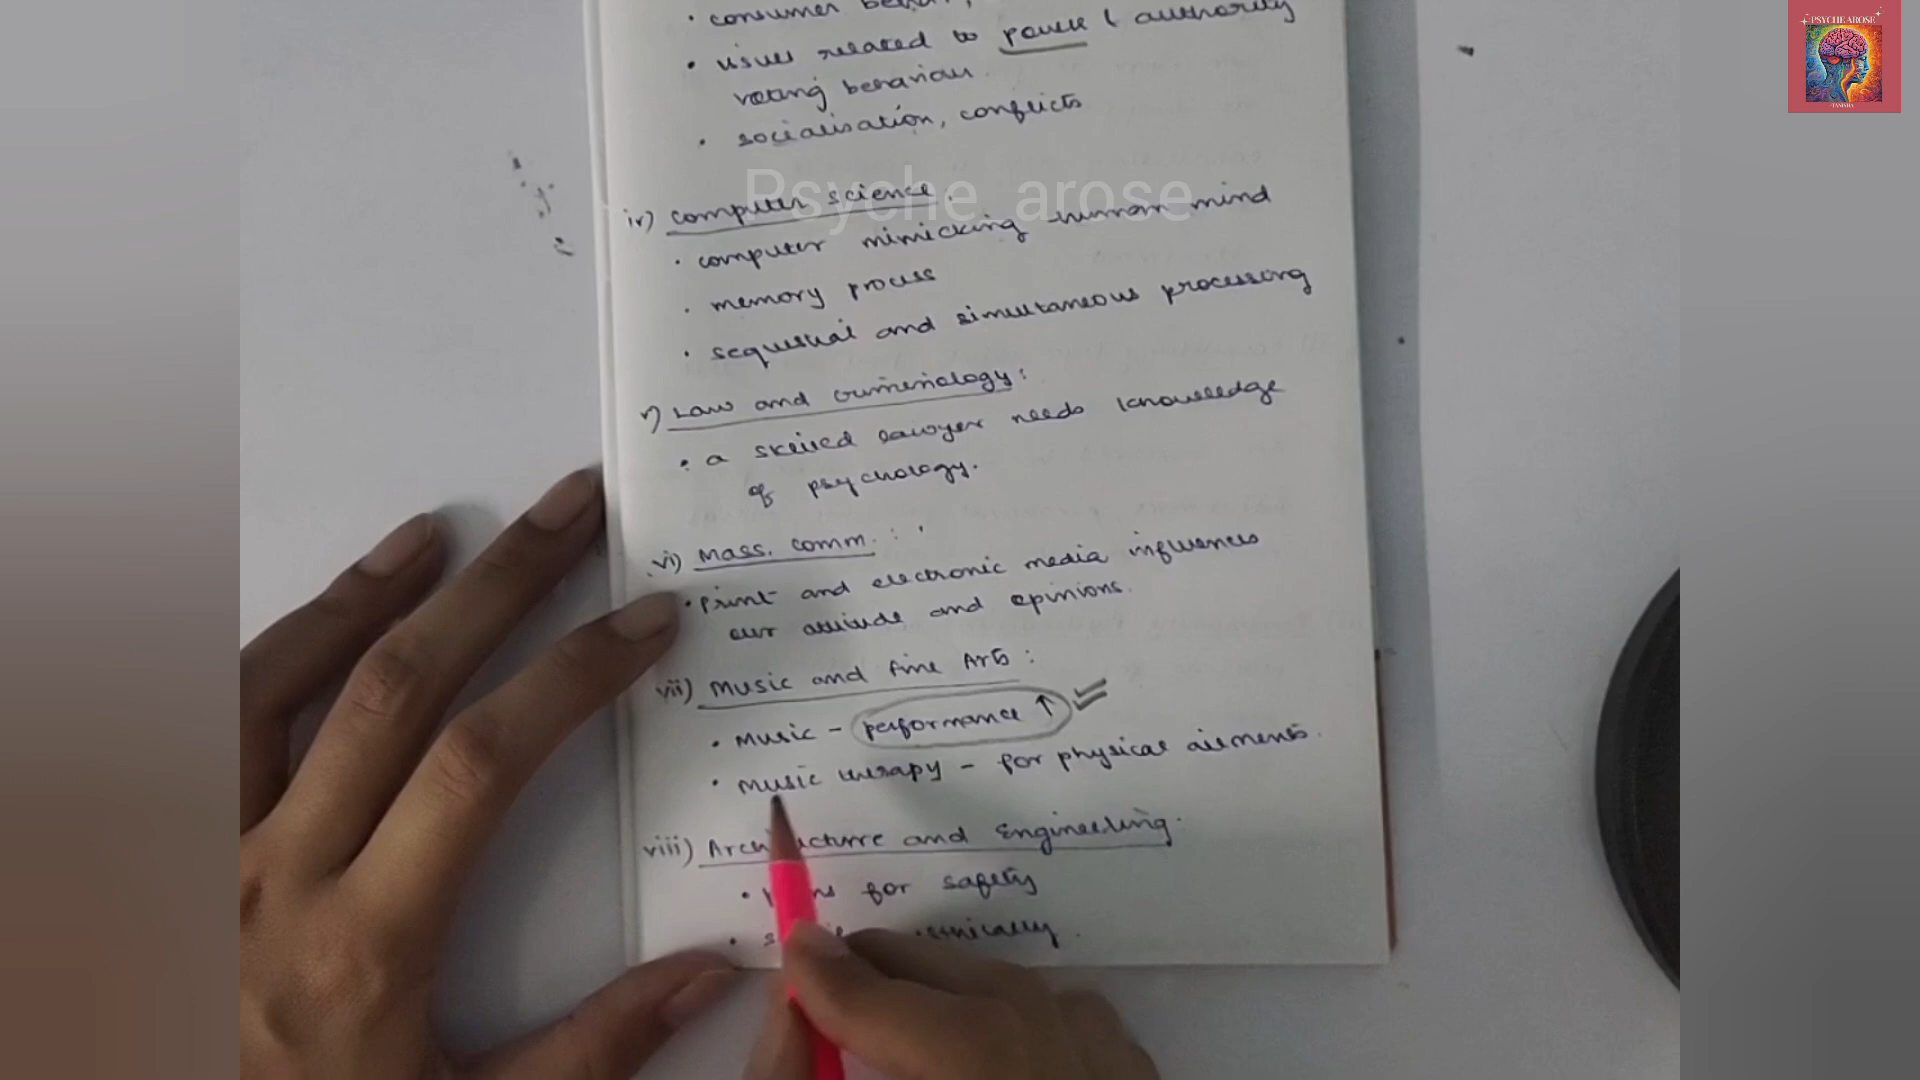 • consumer
• issues related to power & authority
voting behaviour.
• socialisation, conflicts
iv) computer science.
• computer mimicking human mind
• memory process
• sequential and simultaneous processing
v) Law and criminology:
• a skilled lawyer needs knowledge
of psychology.
vi) Mass. comm. :
• Print and electronic media influences
our attitude and opinions.
vii) Music and Fine Arts :
• Music - performance ↑
• Music therapy - for physical ailments.
viii) Architecture and Engineering.
• for safety
•
Psyche arose
PSYCHE AROSE
~TANISHA